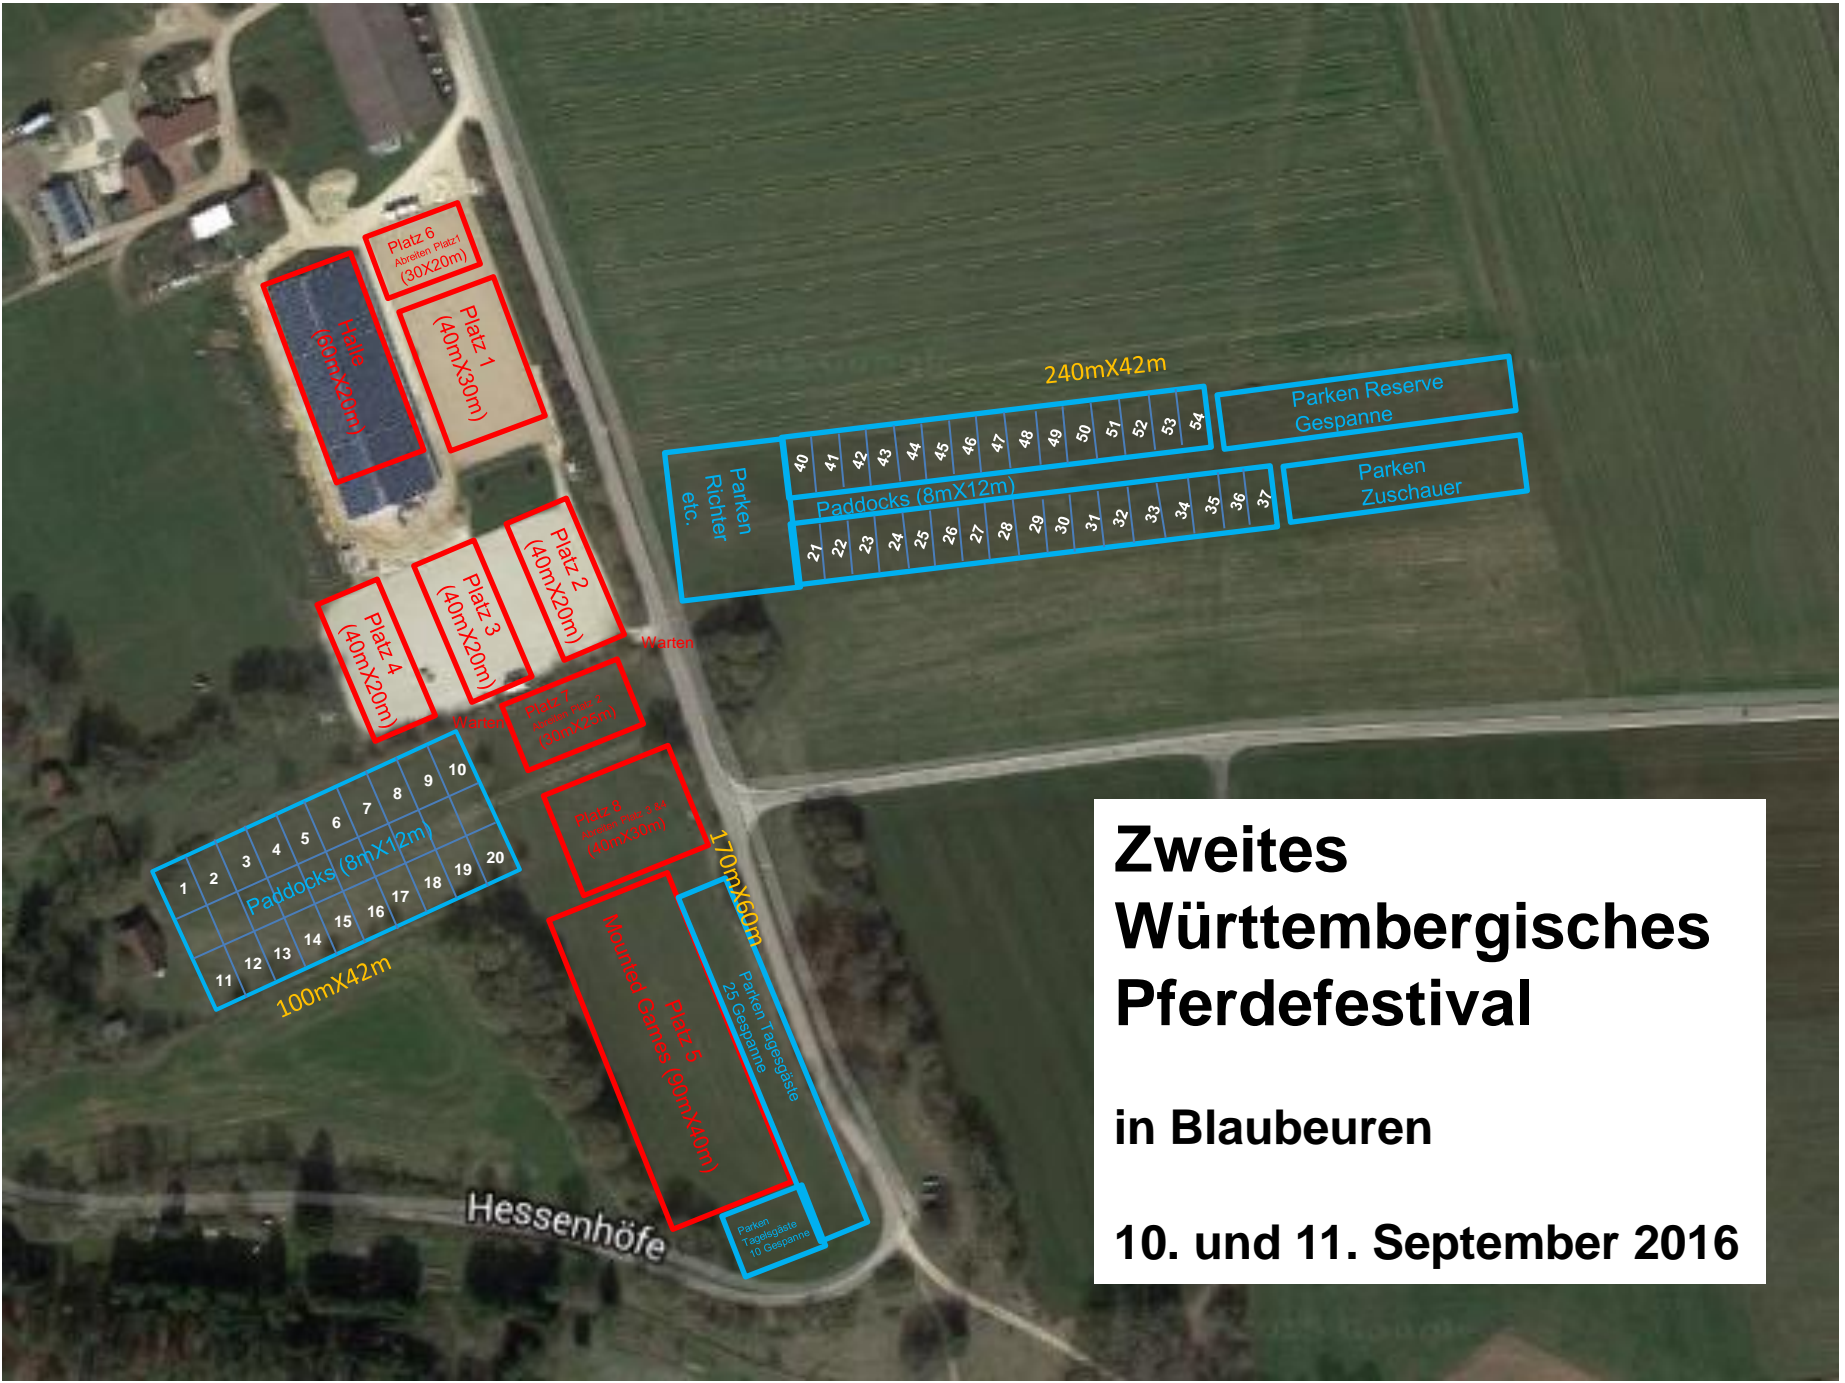 Platz 6
Abreiten Platz1
(30X20m)
Halle
(60mX20m)
Platz 1
(40mX30m)
240mX42m
Parken Reserve
Gespanne
Parken
Zuschauer
Parken
Richter
etc.
40 41 42 43 44 45 46 47 48 49 50 51 52 53 54
Paddocks (8mX12m)
21 22 23 24 25 26 27 28 29 30 31 32 33 34 35 36 37
Platz 2
(40mX20m)
Platz 3
(40mX20m)
Platz 4
(40mX20m)
Warten
Warten
Platz 7
(30mX25m)
Platz 8
(40mX30m)
1 2 3 4 5 6 7 8 9 10
Paddocks (8mX12m)
11 12 13 14 15 16 17 18 19 20
100mX42m
170mX60m
Platz 5
Mounted Games (90mX40m)
Parken Tagesgäste
25 Gespanne
Parken
Tagelsgäste
10 Gespanne
Hessenhöfe
Zweites
Württembergisches
Pferdefestival
in Blaubeuren
10. und 11. September 2016